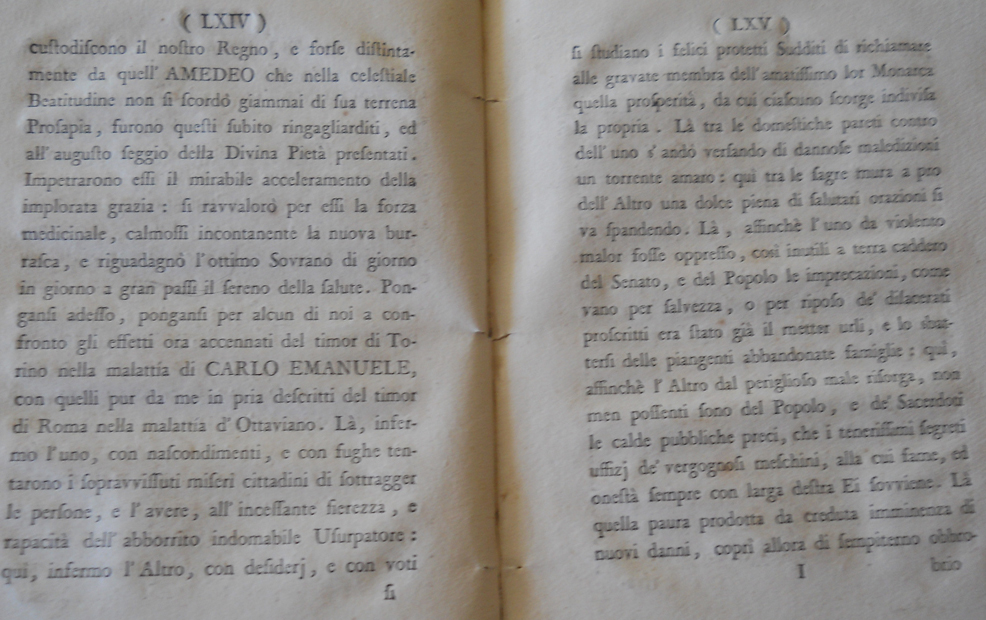 ( LXIV )
cuſtodiſcono il noſtro Regno, e forſe diſtinta-
mente da quell' AMEDEO che nella celeſtiale
Beatitudine non ſi ſcordò giammai di ſua terrena
Proſapia, furono queſti ſubito ringagliarditi, ed
all' auguſto ſeggio della Divina Pietà preſentati.
Impetrarono eſſi il mirabile acceleramento della
implorata grazia : ſi ravvalorò per eſſi la forza
medicinale, calmoſſi incontanente la nuova bur-
raſca, e riguadagnò l'ottimo Sovrano di giorno
in giorno a gran paſſi il ſereno della ſalute. Pon-
ganſi adeſſo, ponganſi per alcun di noi a con-
fronto gli effetti ora accennati del timor di To-
rino nella malattia di CARLO EMANUELE,
con quelli pur da me in pria deſcritti del timor
di Roma nella malattia d'Ottaviano. Là, infer-
mo l'uno, con naſcondimenti, e con fughe ten-
tarono i ſopravviſſuti miſeri cittadini di ſottragger
le perſone, e l'avere, all' inceſſante fierezza, e
rapacità dell' abborrito indomabile Uſurpatore :
qui, infermo l'Altro, con deſiderj, e con voti
ſi
( LXV )
ſi ſtudiano i felici protetti Sudditi di richiamare
alle gravate membra dell'amatiſſimo lor Monarca
quella proſperità, da cui ciaſcuno ſcorge indiviſa
la propria. Là tra le domeſtiche pareti contro
dell' uno s' andò verſando di dannoſe maledizioni
un torrente amaro : qui tra le ſagre mura a pro
dell' Altro una dolce piena di ſalutari orazioni ſi
va ſpandendo. Là, affinchè l'uno da violento
malor foſſe oppreſſo, così inutili a terra caddero
del Senato, e del Popolo le imprecazioni, come
vano per ſalvezza, o per ripoſo de' dilacerati
proſcritti era ſtato già il metter urli, e lo sbat-
terſi delle piangenti abbandonate famiglie : qui,
affinchè l'Altro dal periglioſo male riſorga, non
men poſſenti ſono del Popolo, e de' Sacerdoti
le calde pubbliche preci, che i teneriſſimi ſegreti
uffizj de' vergognoſi meſchini, alla cui fame, ed
oneſtà ſempre con larga deſtra Ei ſovviene. Là
quella paura prodotta da creduta imminenza di
nuovi danni, coprì allora di ſempiterno obbro-
I brio